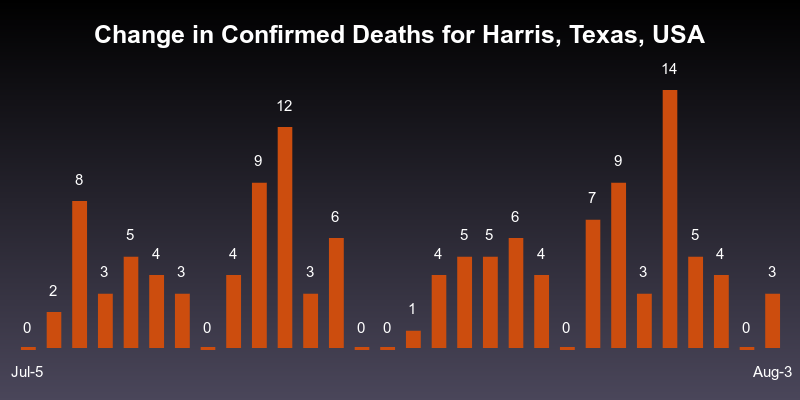 Change in Confirmed Deaths for Harris, Texas, USA
0 2 8 3 5 4 3 0 4 9 12 3 6 0 0 1 4 5 5 6 4 0 7 9 3 14 5 4 0 3
Jul-5 Aug-3